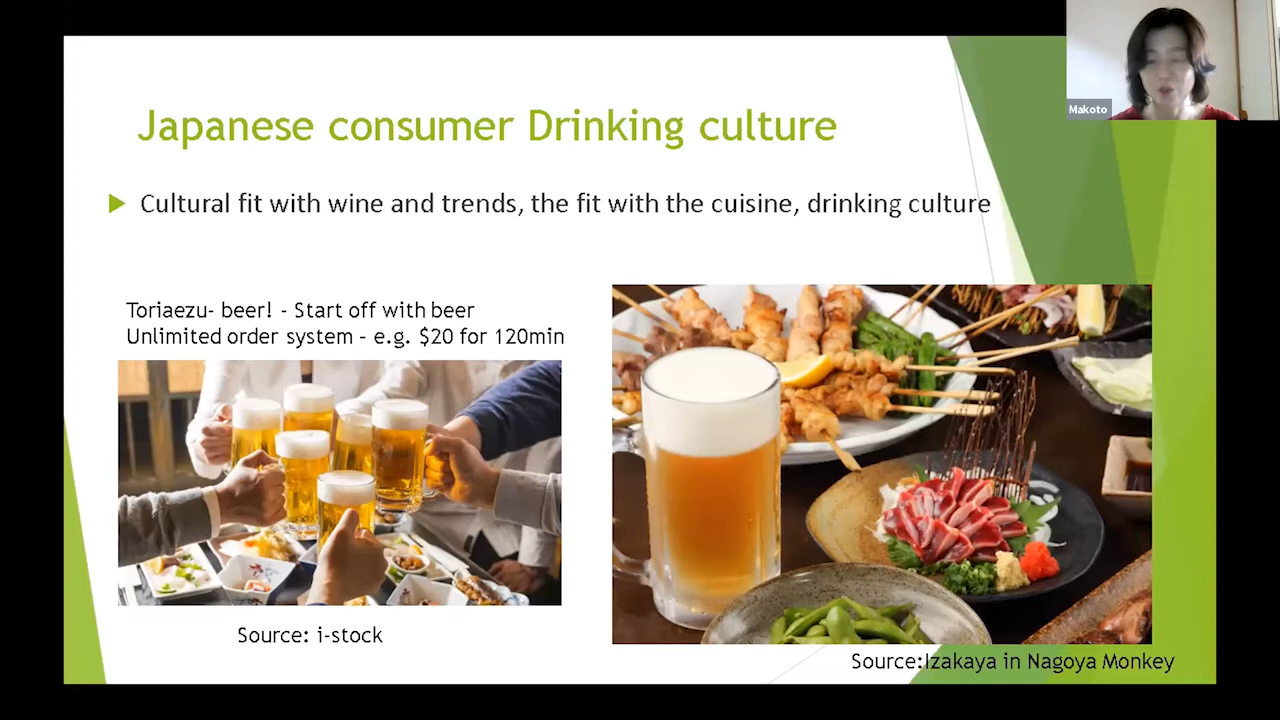 Makoto
Japanese consumer Drinking culture
Cultural fit with wine and trends, the fit with the cuisine, drinking culture
Toriaezu- beer! - Start off with beer
Unlimited order system – e.g. $20 for 120min
Source: i-stock
Source:Izakaya in Nagoya Monkey